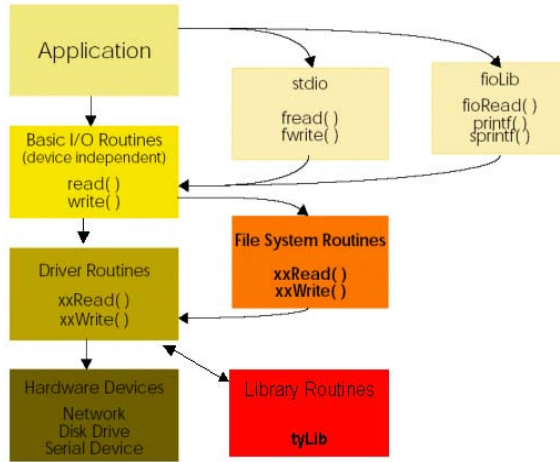 Application
stdio
fread( )
fwrite( )
fioLib
fioRead( )
printf( )
sprintf( )
Basic I/O Routines
(device independent)
read( )
write( )
File System Routines
xxRead( )
xxWrite( )
Driver Routines
xxRead( )
xxWrite( )
Hardware Devices
Network
Disk Drive
Serial Device
Library Routines
tyLib